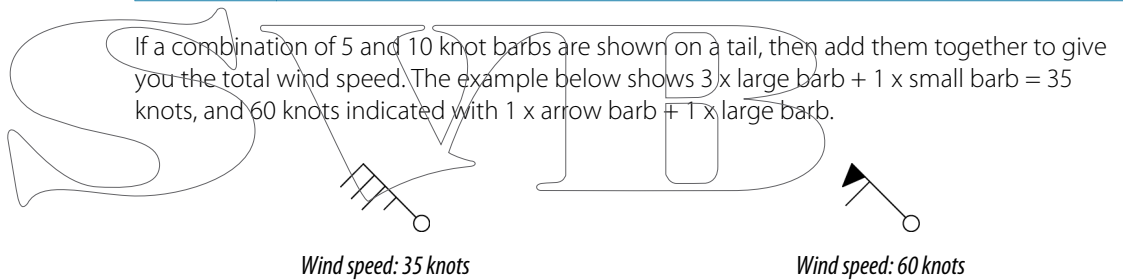 If a combination of 5 and 10 knot barbs are shown on a tail, then add them together to give
you the total wind speed. The example below shows 3 x large barb + 1 x small barb = 35
knots, and 60 knots indicated with 1 x arrow barb + 1 x large barb.
SVB
Wind speed: 35 knots
Wind speed: 60 knots